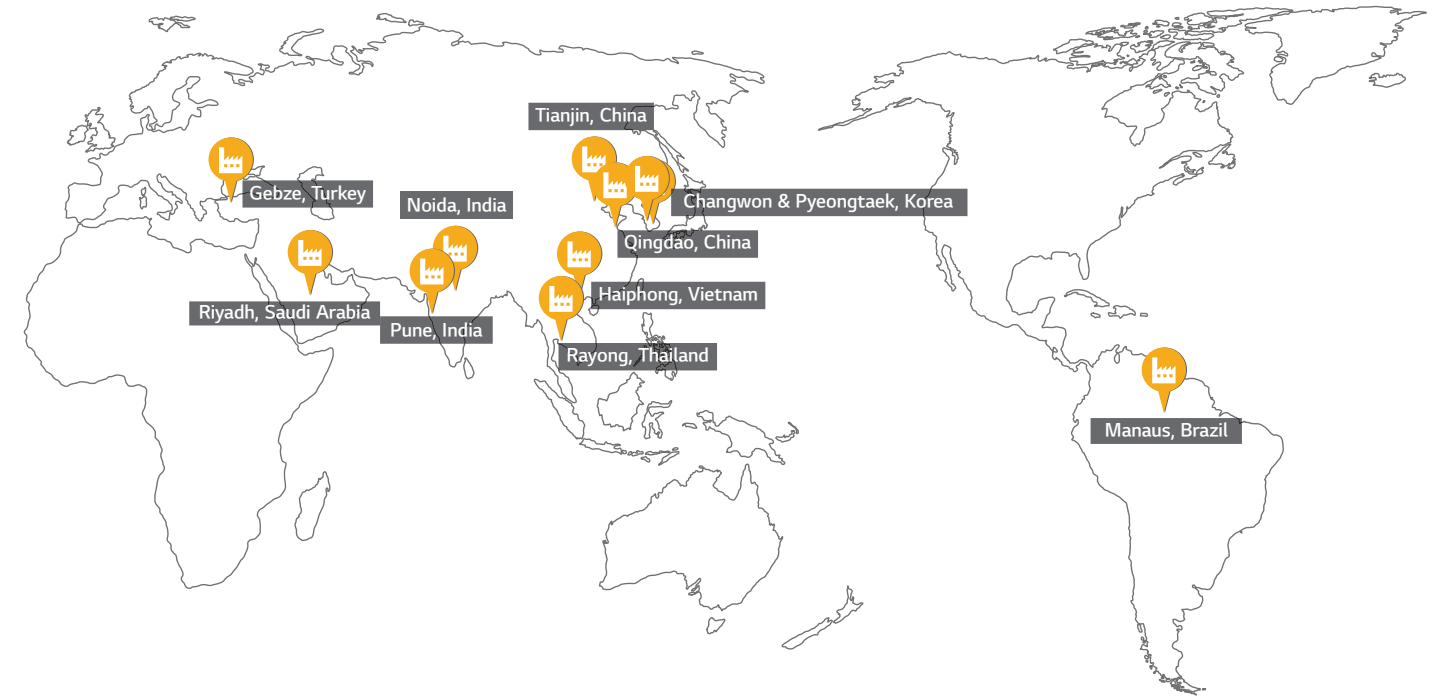 Tianjin, China
Gebze, Turkey
Changwon & Pyeongtaek, Korea
Noida, India
Qingdao, China
Haiphong, Vietnam
Riyadh, Saudi Arabia
Pune, India
Rayong, Thailand
Manaus, Brazil